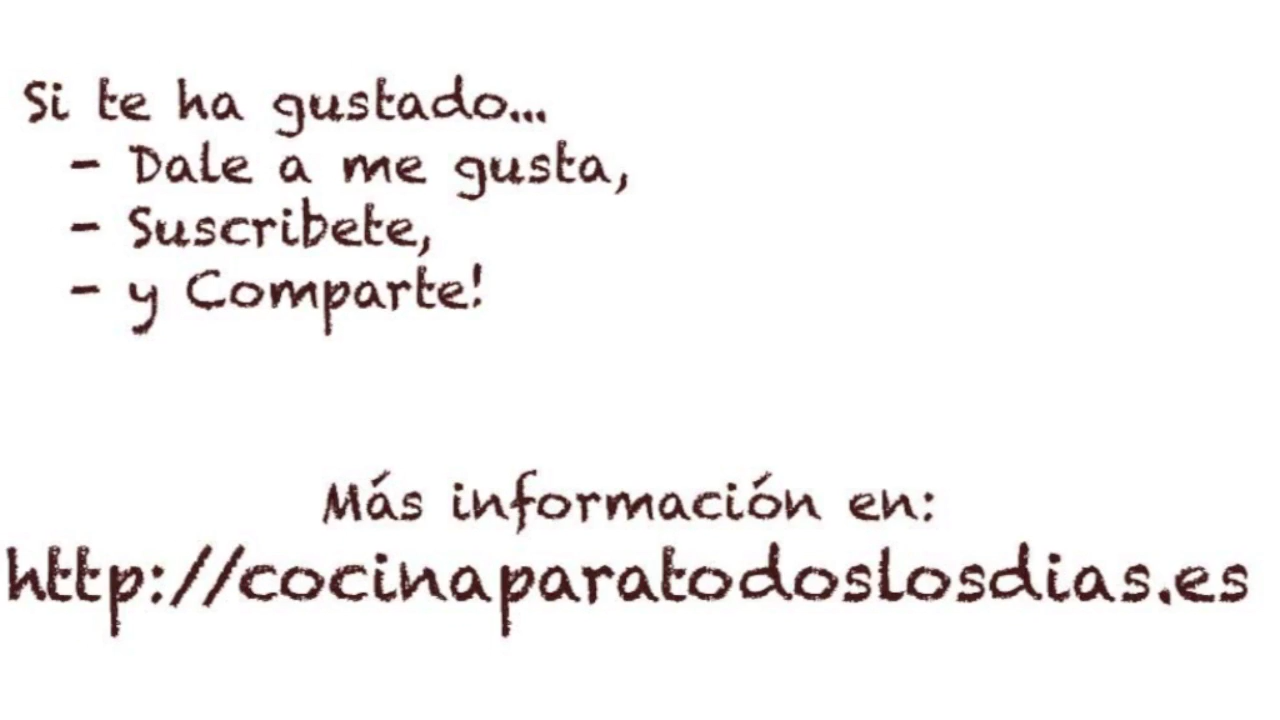 Si te ha gustado...
- Dale a me gusta,
- Suscribete,
- y Comparte!
Más información en:
http://cocinaparatodoslosdias.es